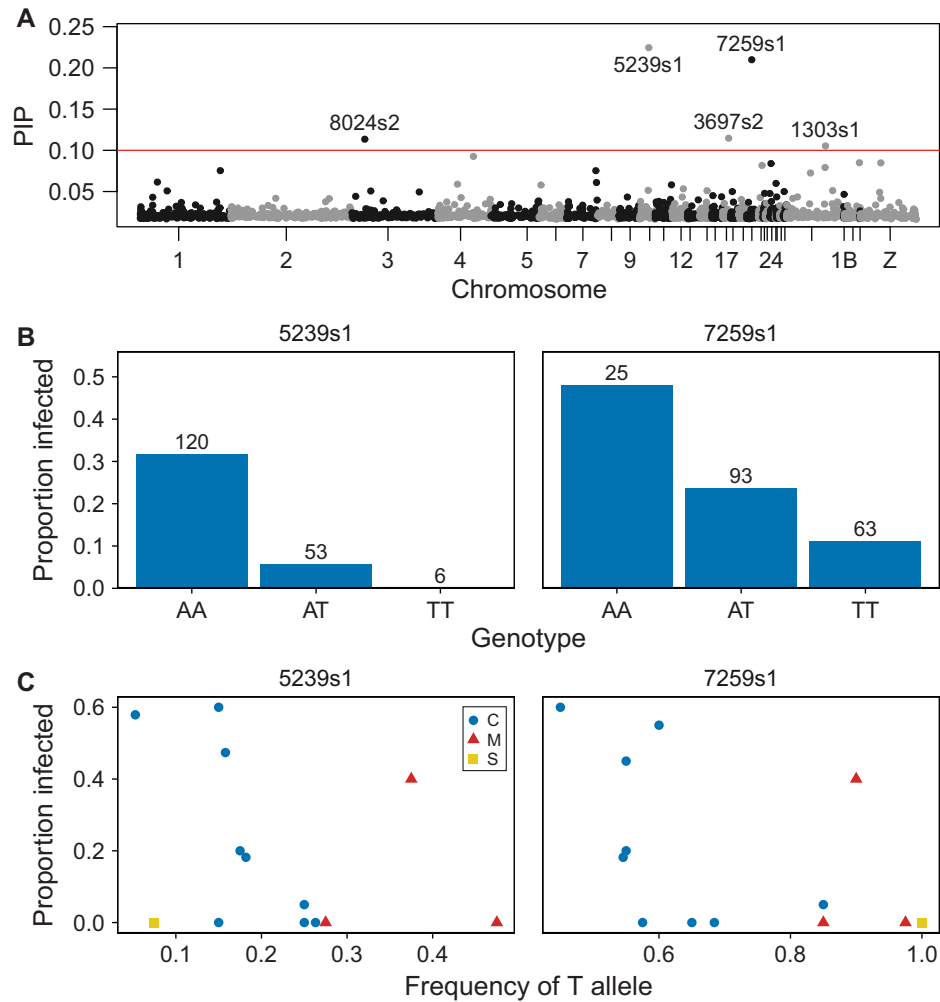 A
PIP
0.25
0.20
0.15
0.10
0.05
8024s2
5239s1
7259s1
3697s2
1303s1
1 2 3 4 5 7 9 12 17 24 1B Z
Chromosome
B
5239s1 7259s1
Proportion infected
0.5
0.4
0.3
0.2
0.1
0.0
120 53 6
25 93 63
AA AT TT AA AT TT
Genotype
C
5239s1 7259s1
Proportion infected
0.6
0.4
0.2
0.0
C
M
S
0.1 0.2 0.3 0.4 0.6 0.8 1.0
Frequency of T allele